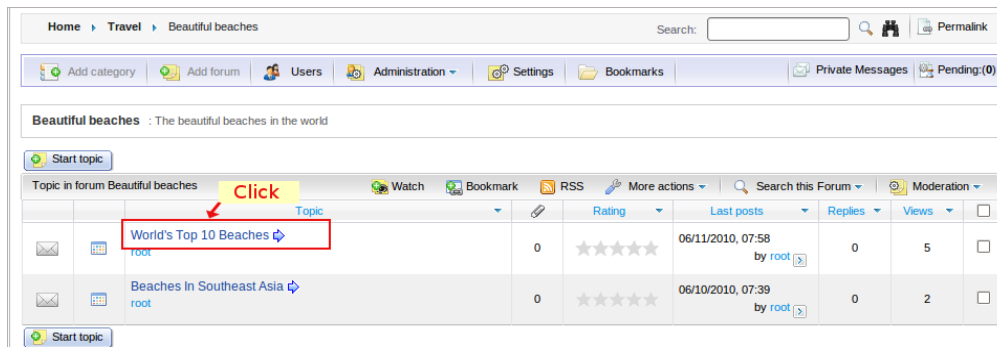 Home Travel Beautiful beaches Search: Permalink
Add category Add forum Users Administration Settings Bookmarks Private Messages Pending:(0)
Beautiful beaches : The beautiful beaches in the world
Start topic
Topic in forum Beautiful beaches Click Watch Bookmark RSS More actions Search this Forum Moderation
Topic Rating Last posts Replies Views
World's Top 10 Beaches
root
0
06/11/2010, 07:58
by root
0 5
Beaches In Southeast Asia
root
0
06/10/2010, 07:39
by root
0 2
Start topic